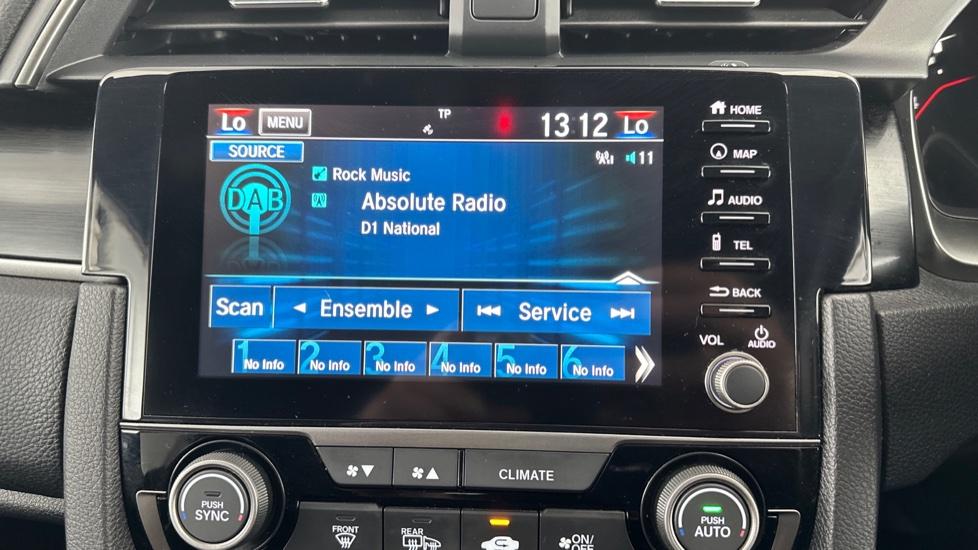 Lo MENU TP 13 12 Lo
SOURCE
11
DAB
Rock Music
Absolute Radio
D1 National
Scan Ensemble Service
1 No Info 2 No Info 3 No Info 4 No Info 5 No Info 6 No Info
HOME
MAP
AUDIO
TEL
BACK
VOL AUDIO
CLIMATE
PUSH SYNC
FRONT
REAR
ON/OFF
PUSH AUTO